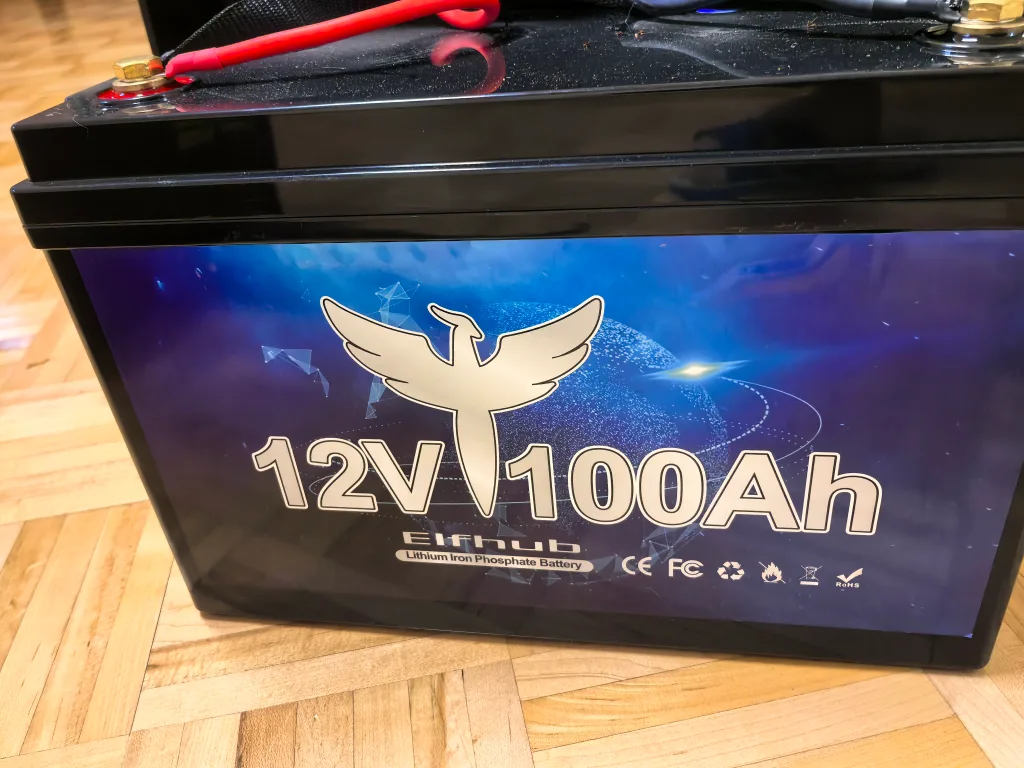 12V 100Ah
Elfhub
Lithium Iron Phosphate Battery
CE FC RoHS